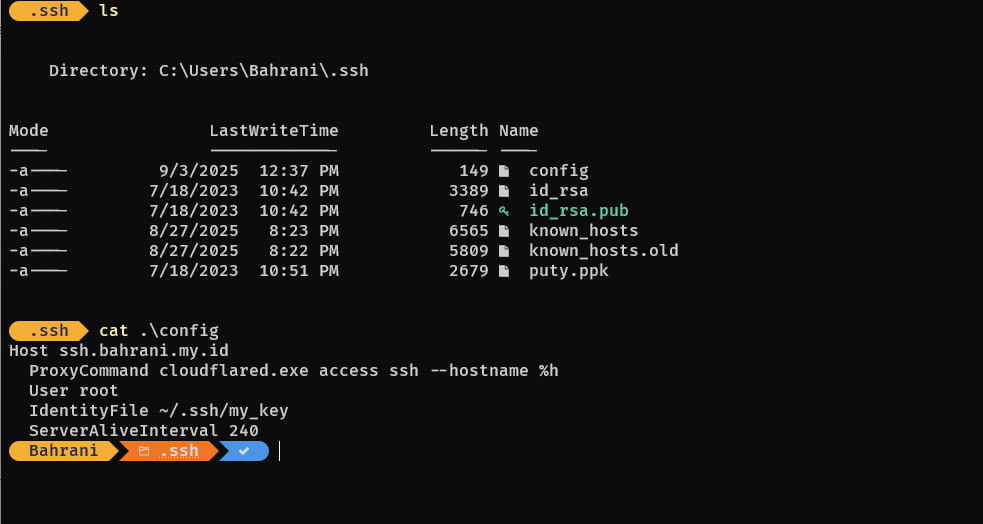 .ssh ls
Directory: C:\Users\Bahrani\.ssh
Mode LastWriteTime Length Name
---- ------------- ------ ----
-a--- 9/3/2025 12:37 PM 149 config
-a--- 7/18/2023 10:42 PM 3389 id_rsa
-a--- 7/18/2023 10:42 PM 746 id_rsa.pub
-a--- 8/27/2025 8:23 PM 6565 known_hosts
-a--- 8/27/2025 8:22 PM 5809 known_hosts.old
-a--- 7/18/2023 10:51 PM 2679 puty.ppk
.ssh cat .\config
Host ssh.bahrani.my.id
ProxyCommand cloudflared.exe access ssh --hostname %h
User root
IdentityFile ~/.ssh/my_key
ServerAliveInterval 240
Bahrani .ssh